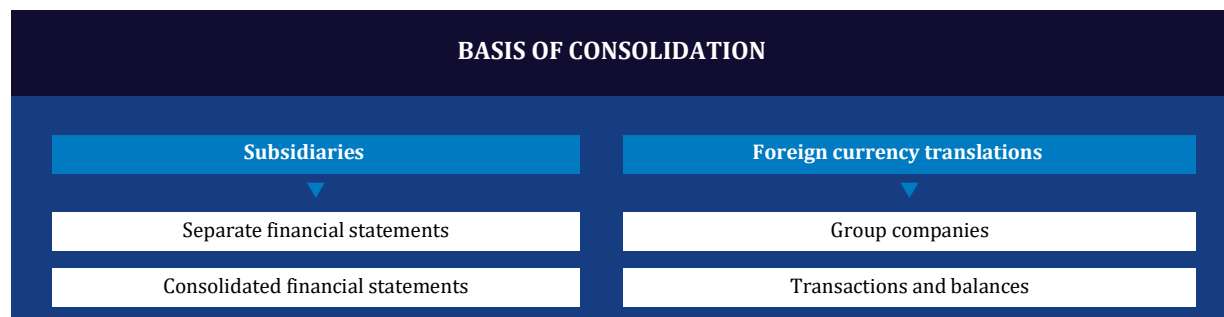 BASIS OF CONSOLIDATION
Subsidiaries
Separate financial statements
Consolidated financial statements
Foreign currency translations
Group companies
Transactions and balances